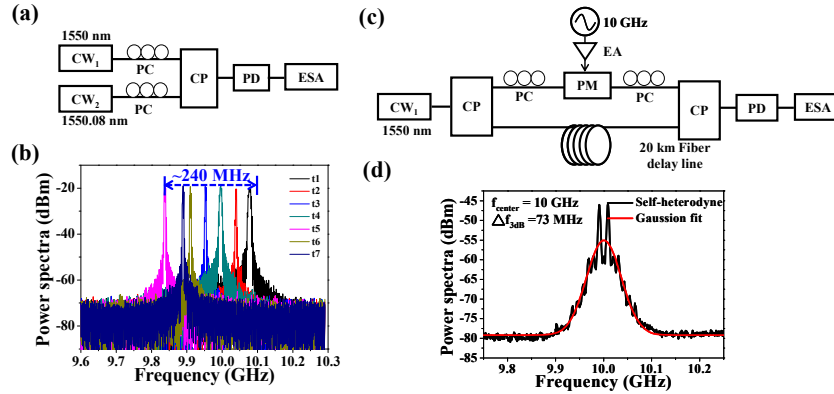 (a)
1550 nm
CW1
PC
CW2
PC
1550.08 nm
CP
PD
ESA
(b)
~240 MHz
t1
t2
t3
t4
t5
t6
t7
Power spectra (dBm)
-20
-40
-60
-80
9.6 9.7 9.8 9.9 10.0 10.1 10.2 10.3
Frequency (GHz)
(c)
10 GHz
EA
CW1
1550 nm
CP
PC
PM
PC
CP
PD
ESA
20 km Fiber
delay line
(d)
fcenter = 10 GHz
Δf3dB =73 MHz
Self-heterodyne
Gaussion fit
Power spectra (dBm)
-40
-45
-50
-55
-60
-65
-70
-75
-80
-85
9.8 9.9 10.0 10.1 10.2
Frequency (GHz)